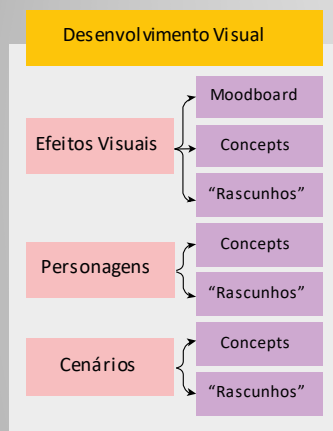 Desenvolvimento Visual
Efeitos Visuais
Moodboard
Concepts
“Rascunhos”
Personagens
Concepts
“Rascunhos”
Cenários
Concepts
“Rascunhos”